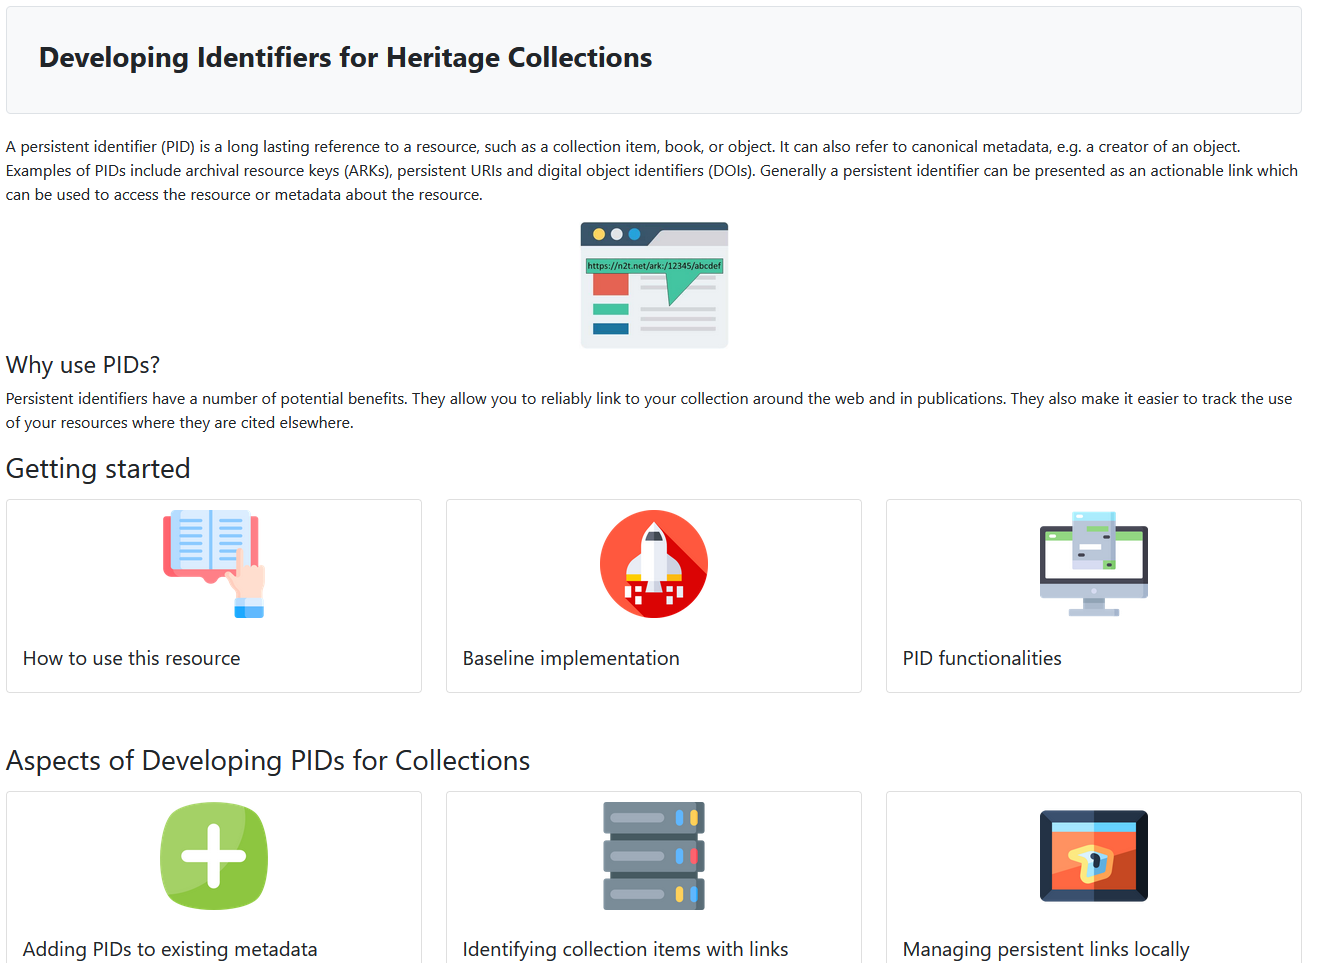 Developing Identifiers for Heritage Collections
A persistent identifier (PID) is a long lasting reference to a resource, such as a collection item, book, or object. It can also refer to canonical metadata, e.g. a creator of an object.
Examples of PIDs include archival resource keys (ARKs), persistent URIs and digital object identifiers (DOIs). Generally a persistent identifier can be presented as an actionable link which
can be used to access the resource or metadata about the resource.
https://n2t.net/ark:/12345/abcdef
Why use PIDs?
Persistent identifiers have a number of potential benefits. They allow you to reliably link to your collection around the web and in publications. They also make it easier to track the use
of your resources where they are cited elsewhere.
Getting started
How to use this resource
Baseline implementation
PID functionalities
Aspects of Developing PIDs for Collections
Adding PIDs to existing metadata
Identifying collection items with links
Managing persistent links locally